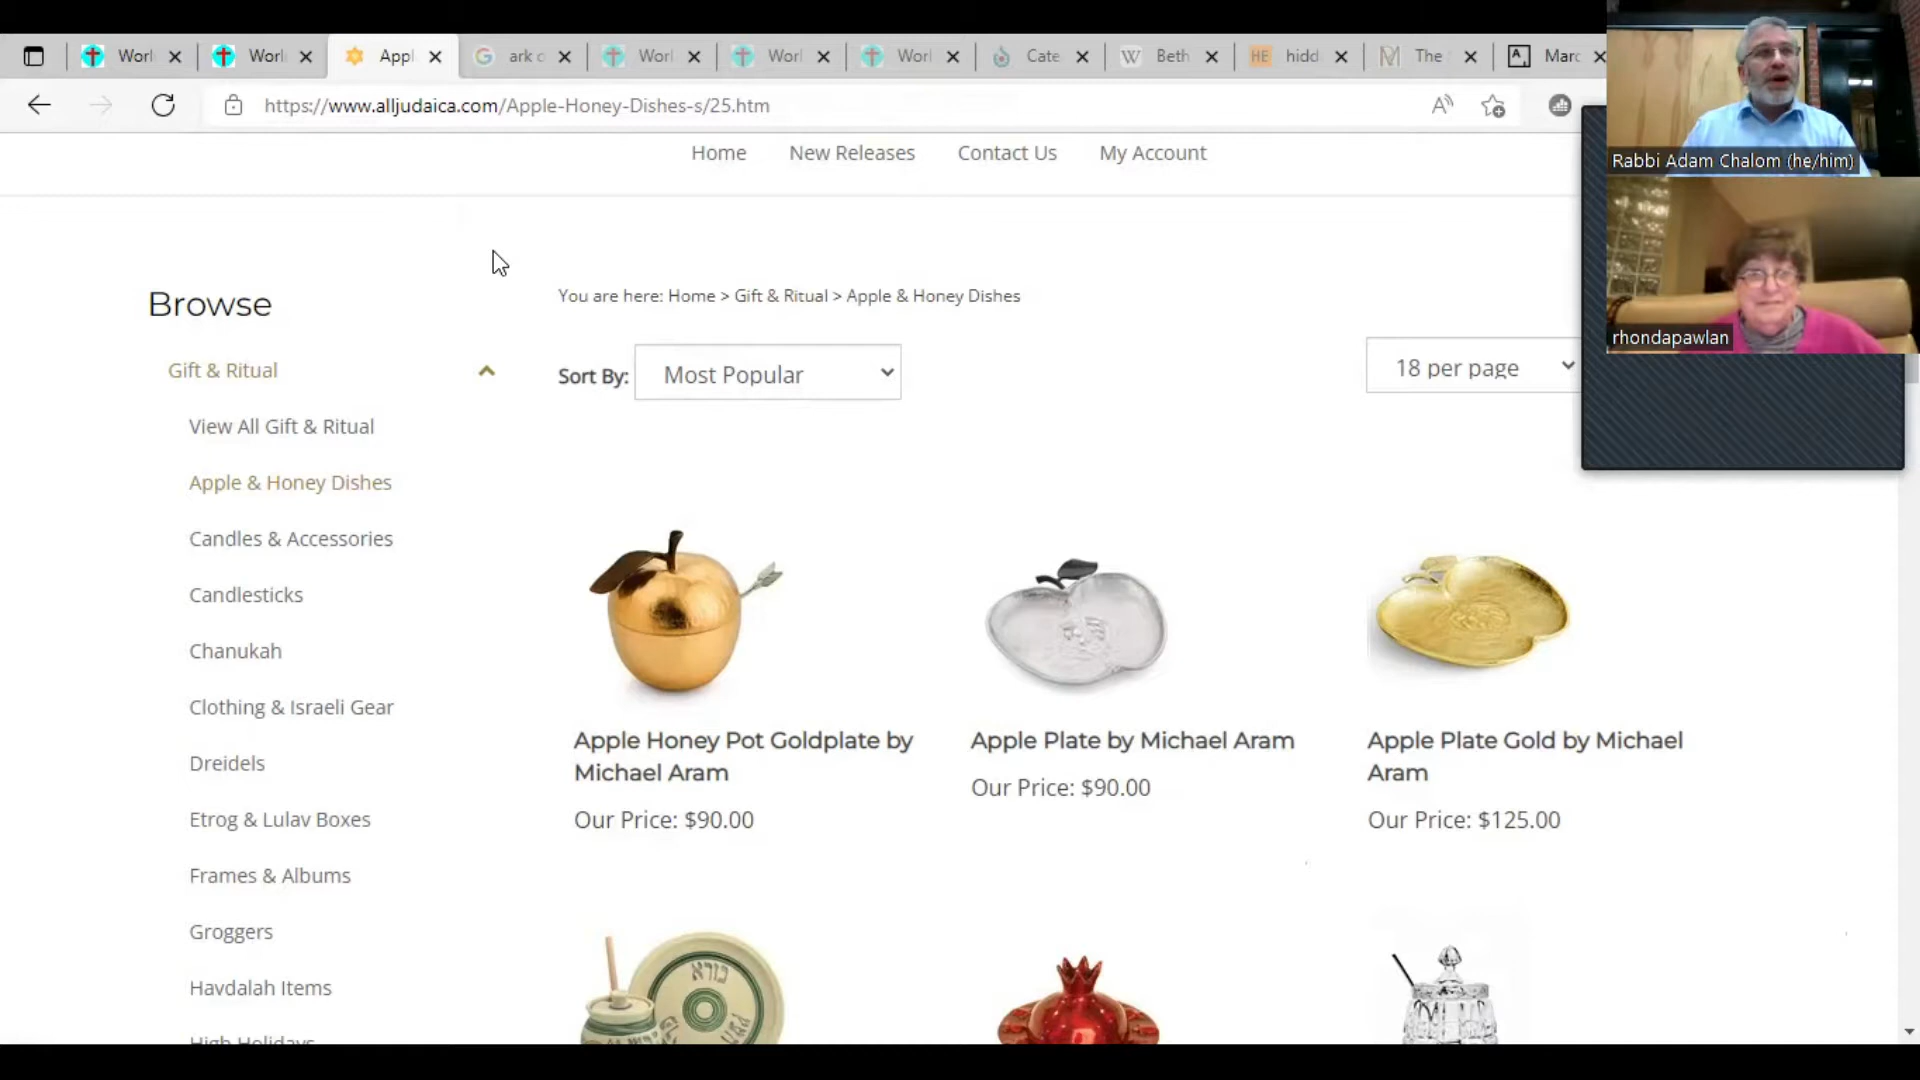 Worl
Worl
Appl
ark c
Worl
Worl
Worl
Cate
W
Beth
HE
hidd
M
The
A
Marc
https://www.alljudaica.com/Apple-Honey-Dishes-s/25.htm
Rabbi Adam Chalom (he/him)
rhondapawlan
Home
New Releases
Contact Us
My Account
Browse
You are here: Home > Gift & Ritual > Apple & Honey Dishes
Gift & Ritual
Sort By:
Most Popular
18 per page
View All Gift & Ritual
Apple & Honey Dishes
Candles & Accessories
Candlesticks
Chanukah
Clothing & Israeli Gear
Dreidels
Etrog & Lulav Boxes
Frames & Albums
Groggers
Havdalah Items
High Holidays
Apple Honey Pot Goldplate by
Michael Aram
Our Price: $90.00
Apple Plate by Michael Aram
Our Price: $90.00
Apple Plate Gold by Michael
Aram
Our Price: $125.00